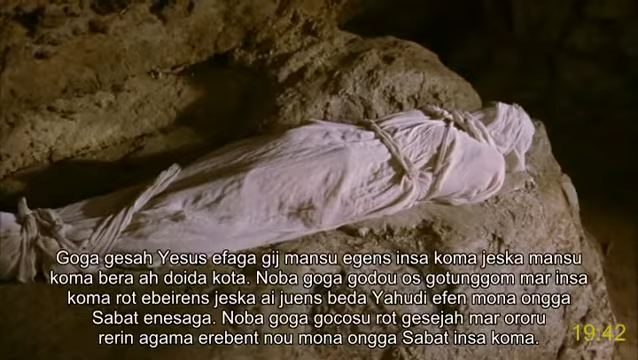 Goga gesah Yesus efaga gij mansu egens insa koma jeska mansu
koma bera ah doida kota. Noba goga godou os gotunggom mar insa
koma rot ebeirens jeska ai juens beda Yahudi efen mona ongga
Sabat enesaga. Noba goga gocosu rot gesejah mar ororu
rerin agama erebent nou mona ongga Sabat insa koma.
19:42